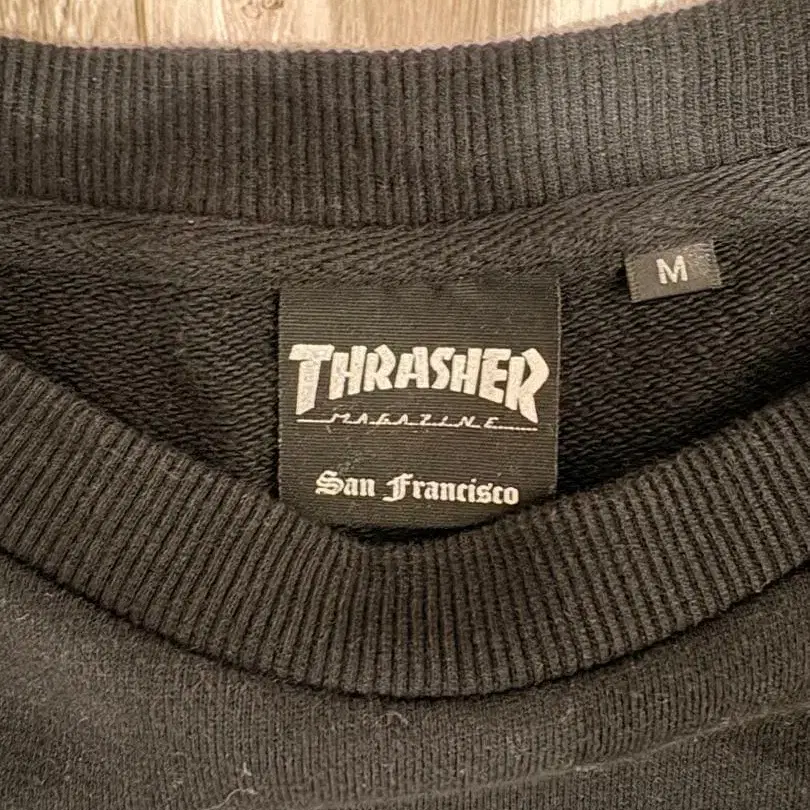 M
THRASHER
MAGAZINE
San Francisco